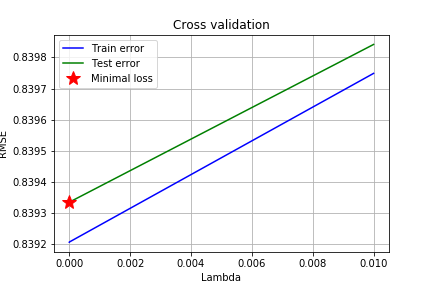 Cross validation
Train error
Test error
Minimal loss
0.8398
0.8397
0.8396
0.8395
0.8394
0.8393
0.8392
RMSE
0.000 0.002 0.004 0.006 0.008 0.010
Lambda